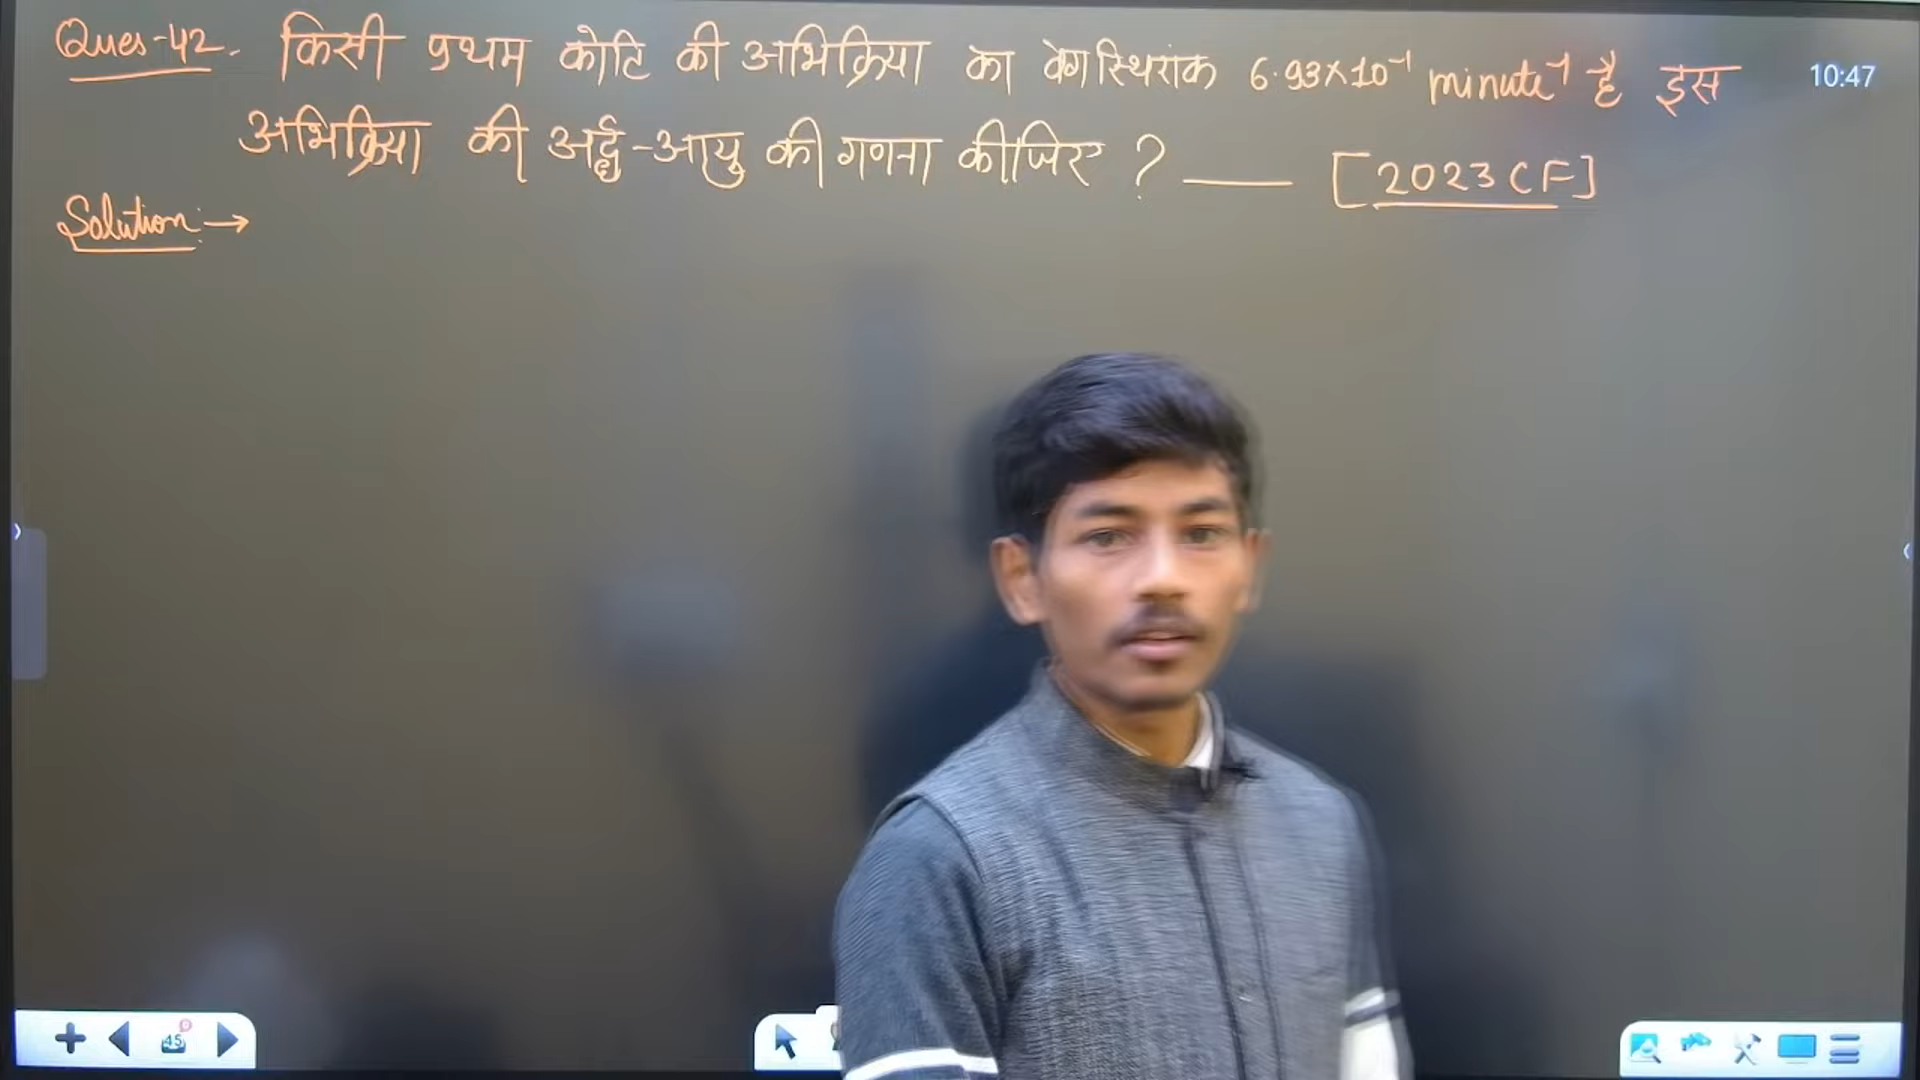 Ques-42. किसी प्रथम कोटि की अभिक्रिया का वेग स्थिरांक 6.93×10⁻¹ minute⁻¹ है इस
10:47
अभिक्रिया की अर्द्ध-आयु की गणना कीजिए ? — [2023 CF]
Solution:→
45